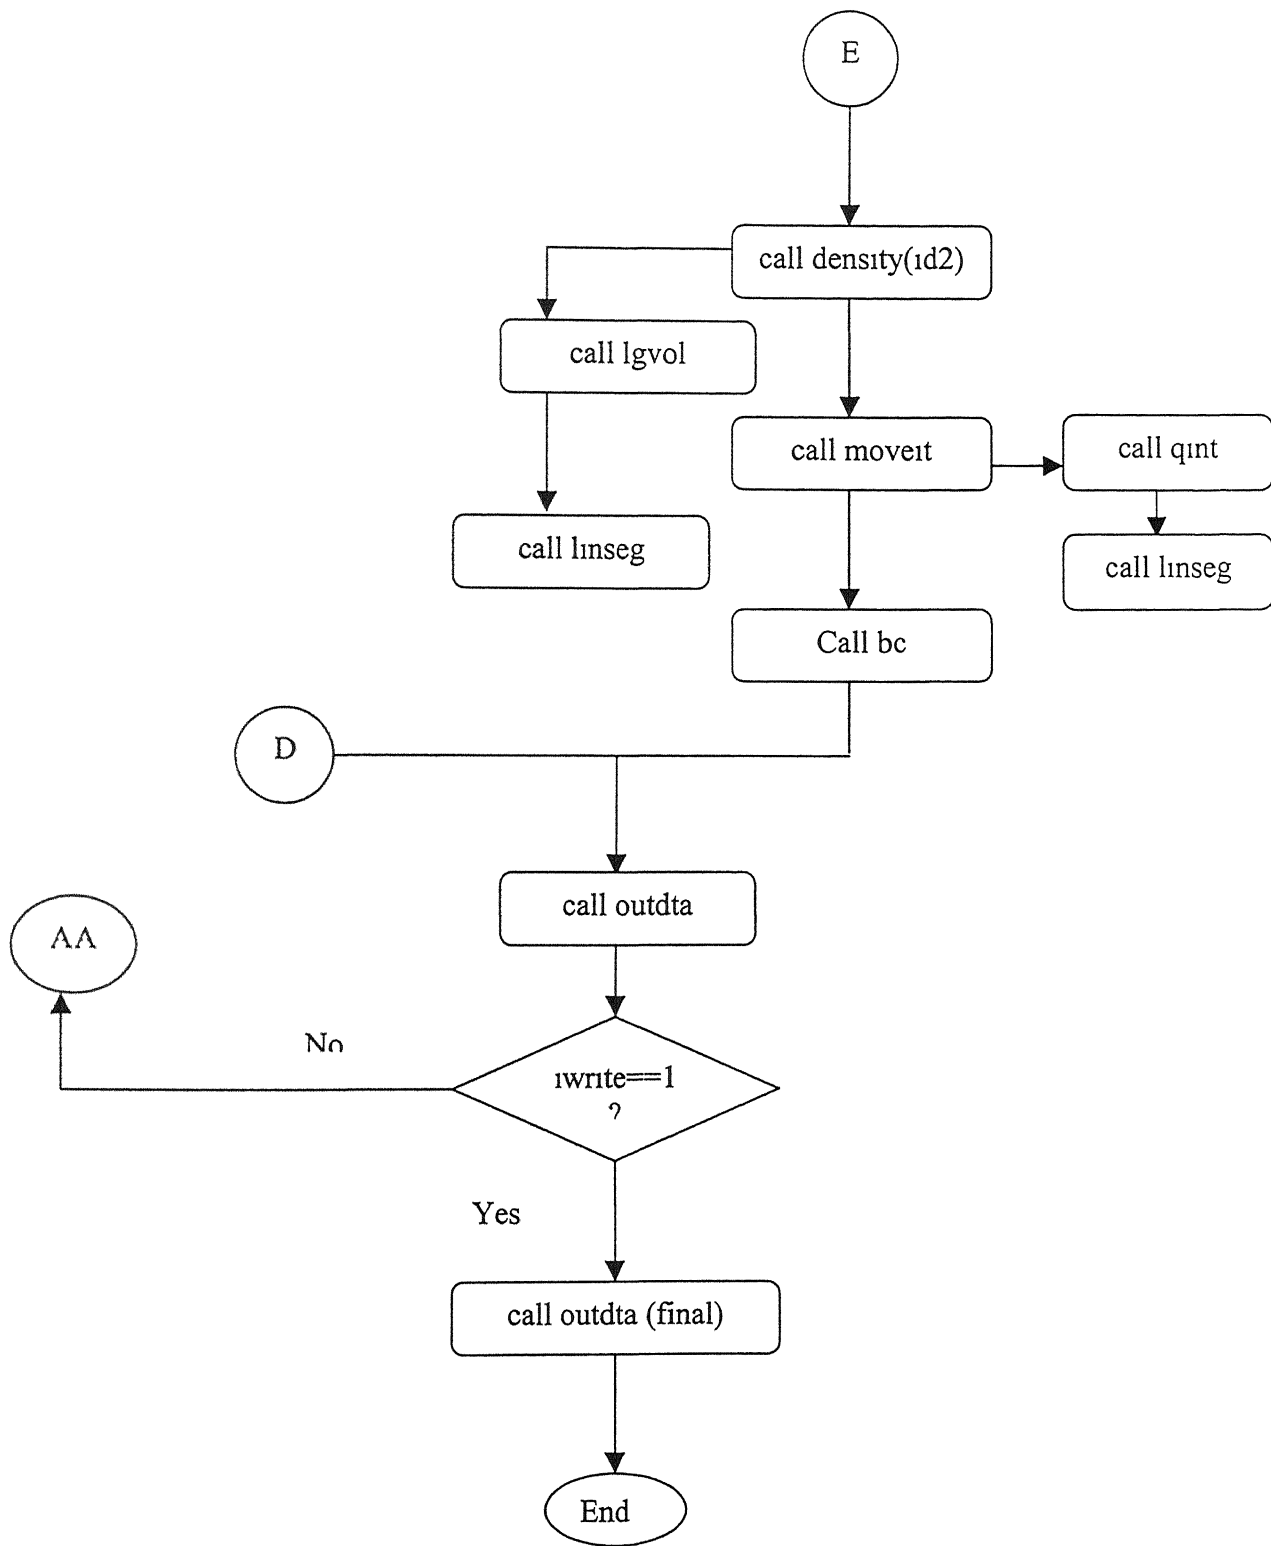 E
call density(id2)
call lgvol
call moveit
call qint
call linseg
call linseg
Call bc
D
call outdta
AA
No
iwrite==1
?
Yes
call outdta (final)
End